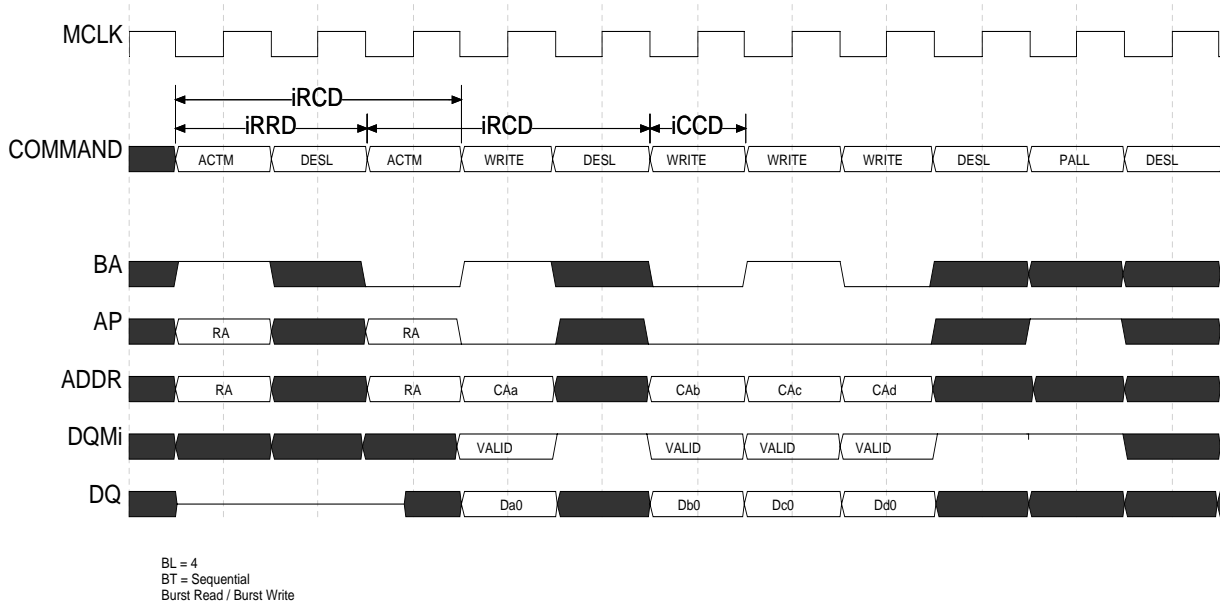 MCLK
iRCD
iRRD iRCD iCCD
COMMAND ACTM DESL ACTM WRITE DESL WRITE WRITE WRITE DESL PALL DESL
BA
AP RA RA
ADDR RA RA CAa CAb CAc CAd
DQMi VALID VALID VALID VALID
DQ Da0 Db0 Dc0 Dd0
BL = 4
BT = Sequential
Burst Read / Burst Write